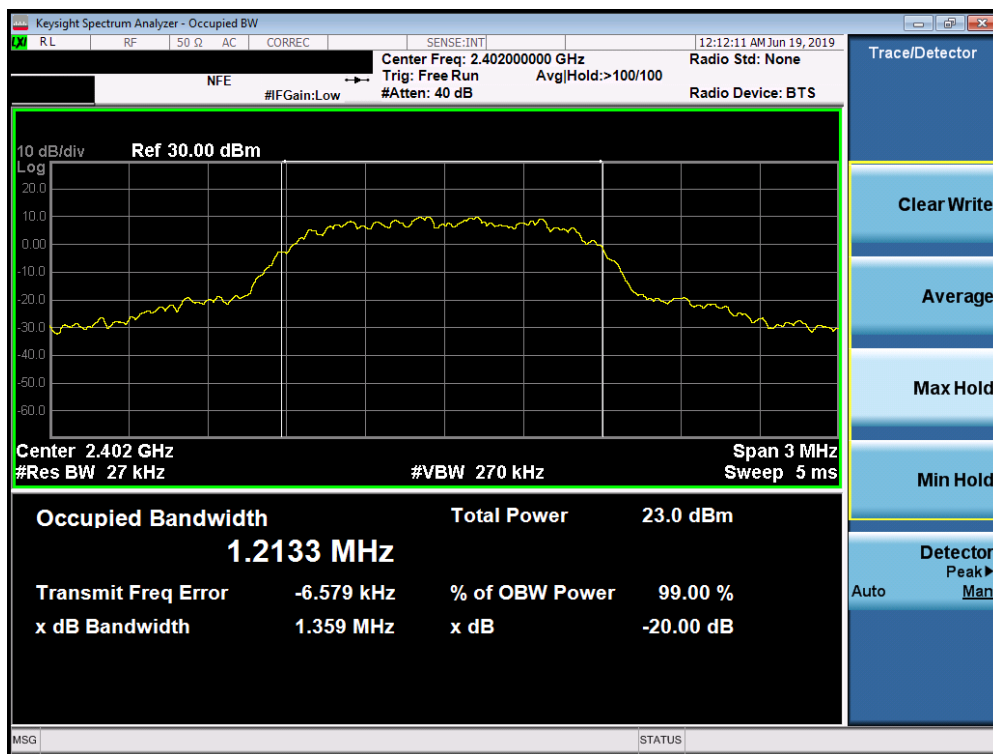 Keysight Spectrum Analyzer - Occupied BW
LXI RL RF 50 Ω AC CORREC SENSE:INT 12:12:11 AM Jun 19, 2019
Center Freq: 2.402000000 GHz Radio Std: None
NFE Trig: Free Run Avg|Hold:>100/100
#IFGain:Low #Atten: 40 dB Radio Device: BTS
Trace/Detector
10 dB/div Ref 30.00 dBm
Log
20.0
10.0
0.00
-10.0
-20.0
-30.0
-40.0
-50.0
-60.0
Center 2.402 GHz Span 3 MHz
#Res BW 27 kHz #VBW 270 kHz Sweep 5 ms
Occupied Bandwidth Total Power 23.0 dBm
1.2133 MHz
Transmit Freq Error -6.579 kHz % of OBW Power 99.00 %
x dB Bandwidth 1.359 MHz x dB -20.00 dB
Clear Write
Average
Max Hold
Min Hold
Detector
Peak▶
Auto Man
MSG STATUS